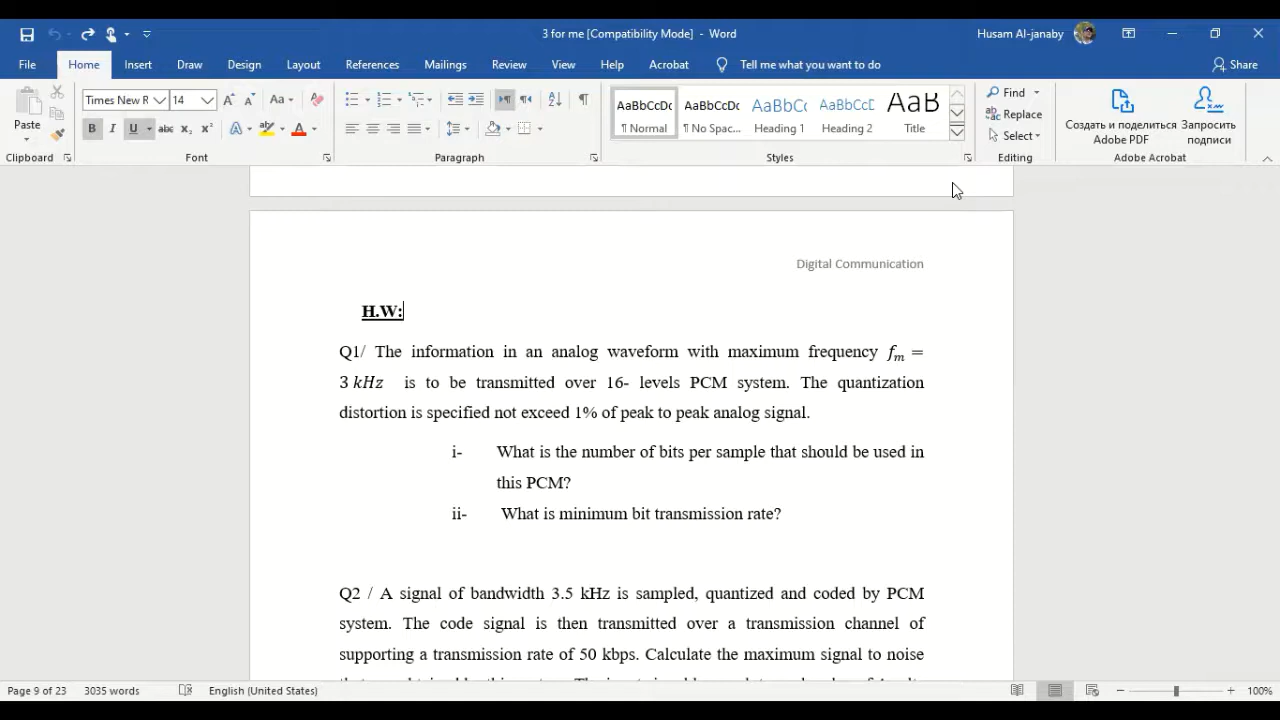 3 for me [Compatibility Mode] - Word
Husam Al-janaby
File Home Insert Draw Design Layout References Mailings Review View Help Acrobat Tell me what you want to do Share
Paste
Times New R 14
Clipboard
Font
Paragraph
AaBbCcDc AaBbCcDc AaBbCc AaBbCcD AaB
¶ Normal ¶ No Spac... Heading 1 Heading 2 Title
Styles
Find
Replace
Select
Editing
Создать и поделиться Adobe PDF
Запросить подписи
Adobe Acrobat
Digital Communication
H.W:
Q1/ The information in an analog waveform with maximum frequency fm =
3 kHz is to be transmitted over 16- levels PCM system. The quantization
distortion is specified not exceed 1% of peak to peak analog signal.
i- What is the number of bits per sample that should be used in
this PCM?
ii- What is minimum bit transmission rate?
Q2 / A signal of bandwidth 3.5 kHz is sampled, quantized and coded by PCM
system. The code signal is then transmitted over a transmission channel of
supporting a transmission rate of 50 kbps. Calculate the maximum signal to noise
Page 9 of 23 3035 words English (United States) 100%